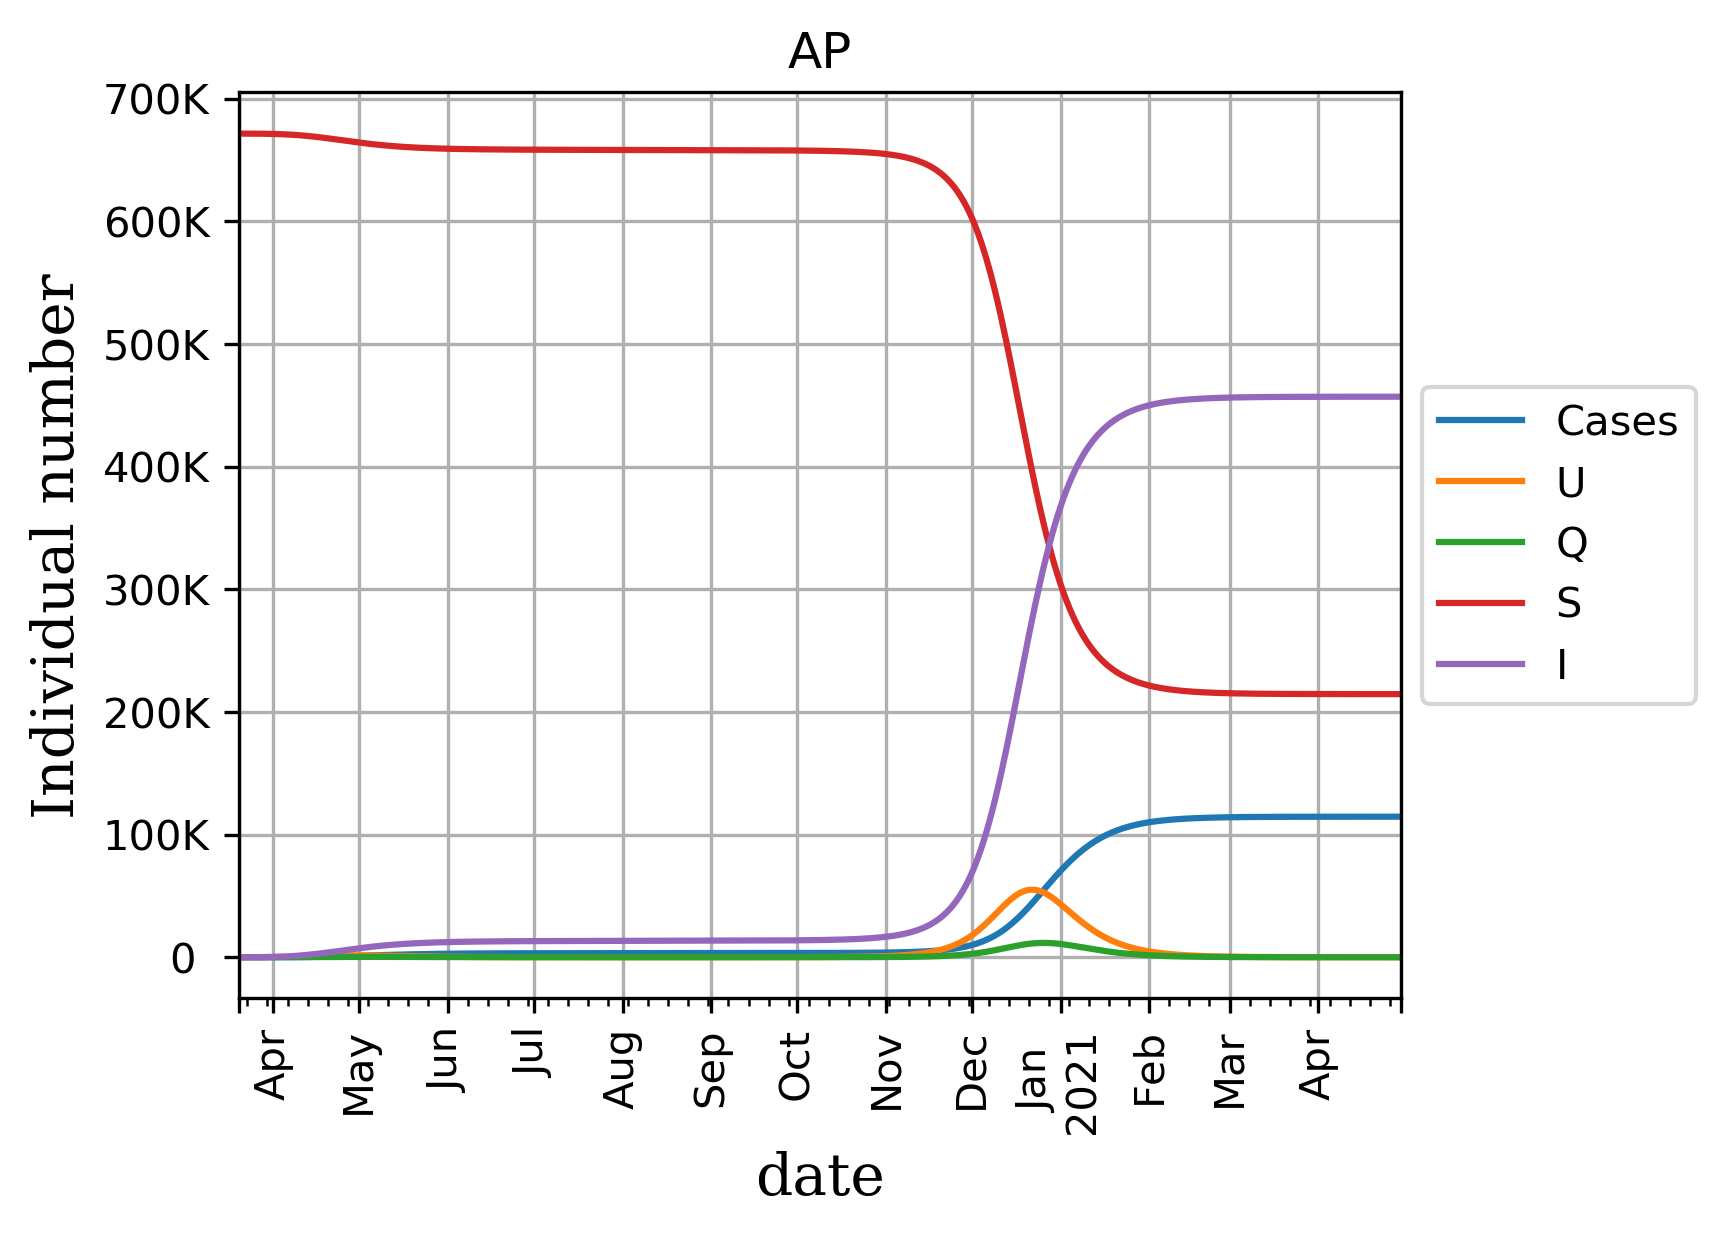 AP
700K
600K
500K
400K
300K
200K
100K
0
Individual number
Apr
May
Jun
Jul
Aug
Sep
Oct
Nov
Dec
Jan
2021
Feb
Mar
Apr
date
Cases
U
Q
S
I